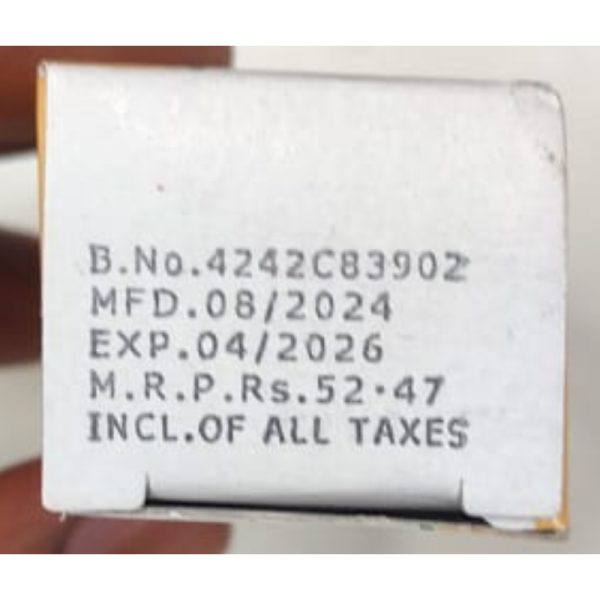 B.No.4242C83902
MFD.08/2024
EXP.04/2026
M.R.P.Rs.52·47
INCL.OF ALL TAXES